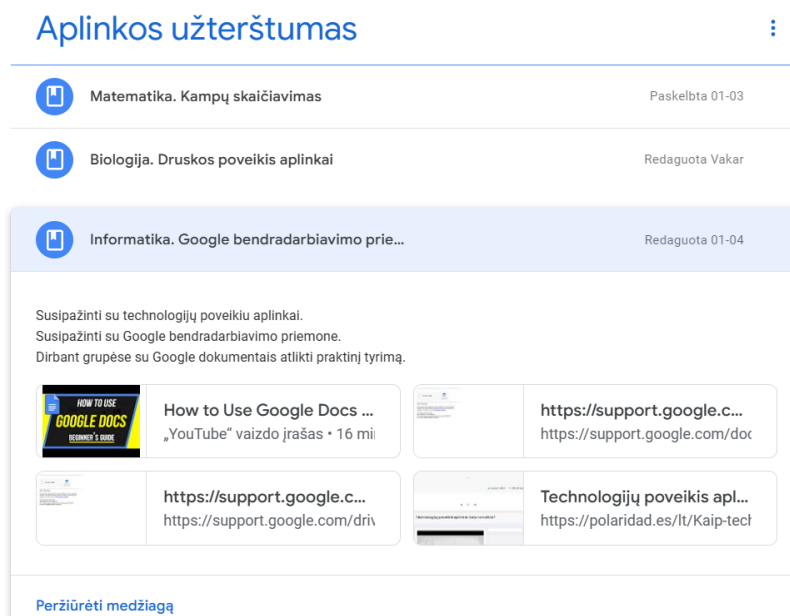 Aplinkos užterštumas
Matematika. Kampų skaičiavimas
Paskelbta 01-03
Biologija. Druskos poveikis aplinkai
Redaguota Vakar
Informatika. Google bendradarbiavimo prie...
Redaguota 01-04
Susipažinti su technologijų poveikiu aplinkai.
Susipažinti su Google bendradarbiavimo priemone.
Dirbant grupėse su Google dokumentais atlikti praktinį tyrimą.
HOW TO USE
GOOGLE DOCS
BEGINNER'S GUIDE
How to Use Google Docs ...
„YouTube“ vaizdo įrašas • 16 mi
https://support.google.c...
https://support.google.com/doc
https://support.google.c...
https://support.google.com/driv
Technologijų poveikis apl...
https://polaridad.es/lt/Kaip-tech
Peržiūrėti medžiagą